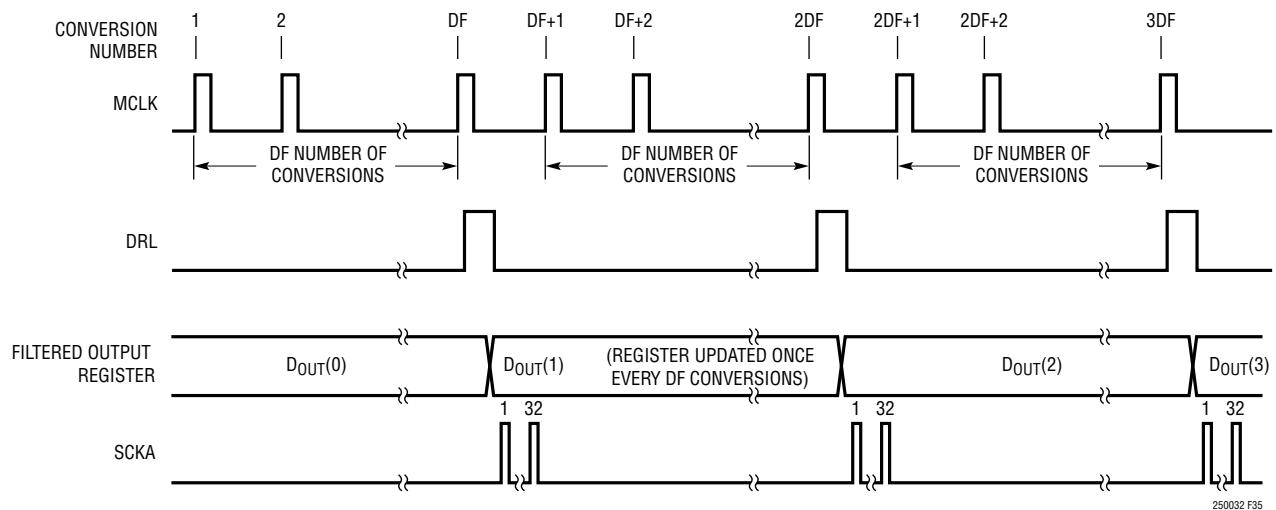 CONVERSION
NUMBER
1 2 DF DF+1 DF+2 2DF 2DF+1 2DF+2 3DF
MCLK
DF NUMBER OF
CONVERSIONS
DF NUMBER OF
CONVERSIONS
DF NUMBER OF
CONVERSIONS
DRL
FILTERED OUTPUT
REGISTER
DOUT(0)
DOUT(1)
(REGISTER UPDATED ONCE
EVERY DF CONVERSIONS)
DOUT(2)
DOUT(3)
1 32 1 32 1 32
SCKA
250032 F35